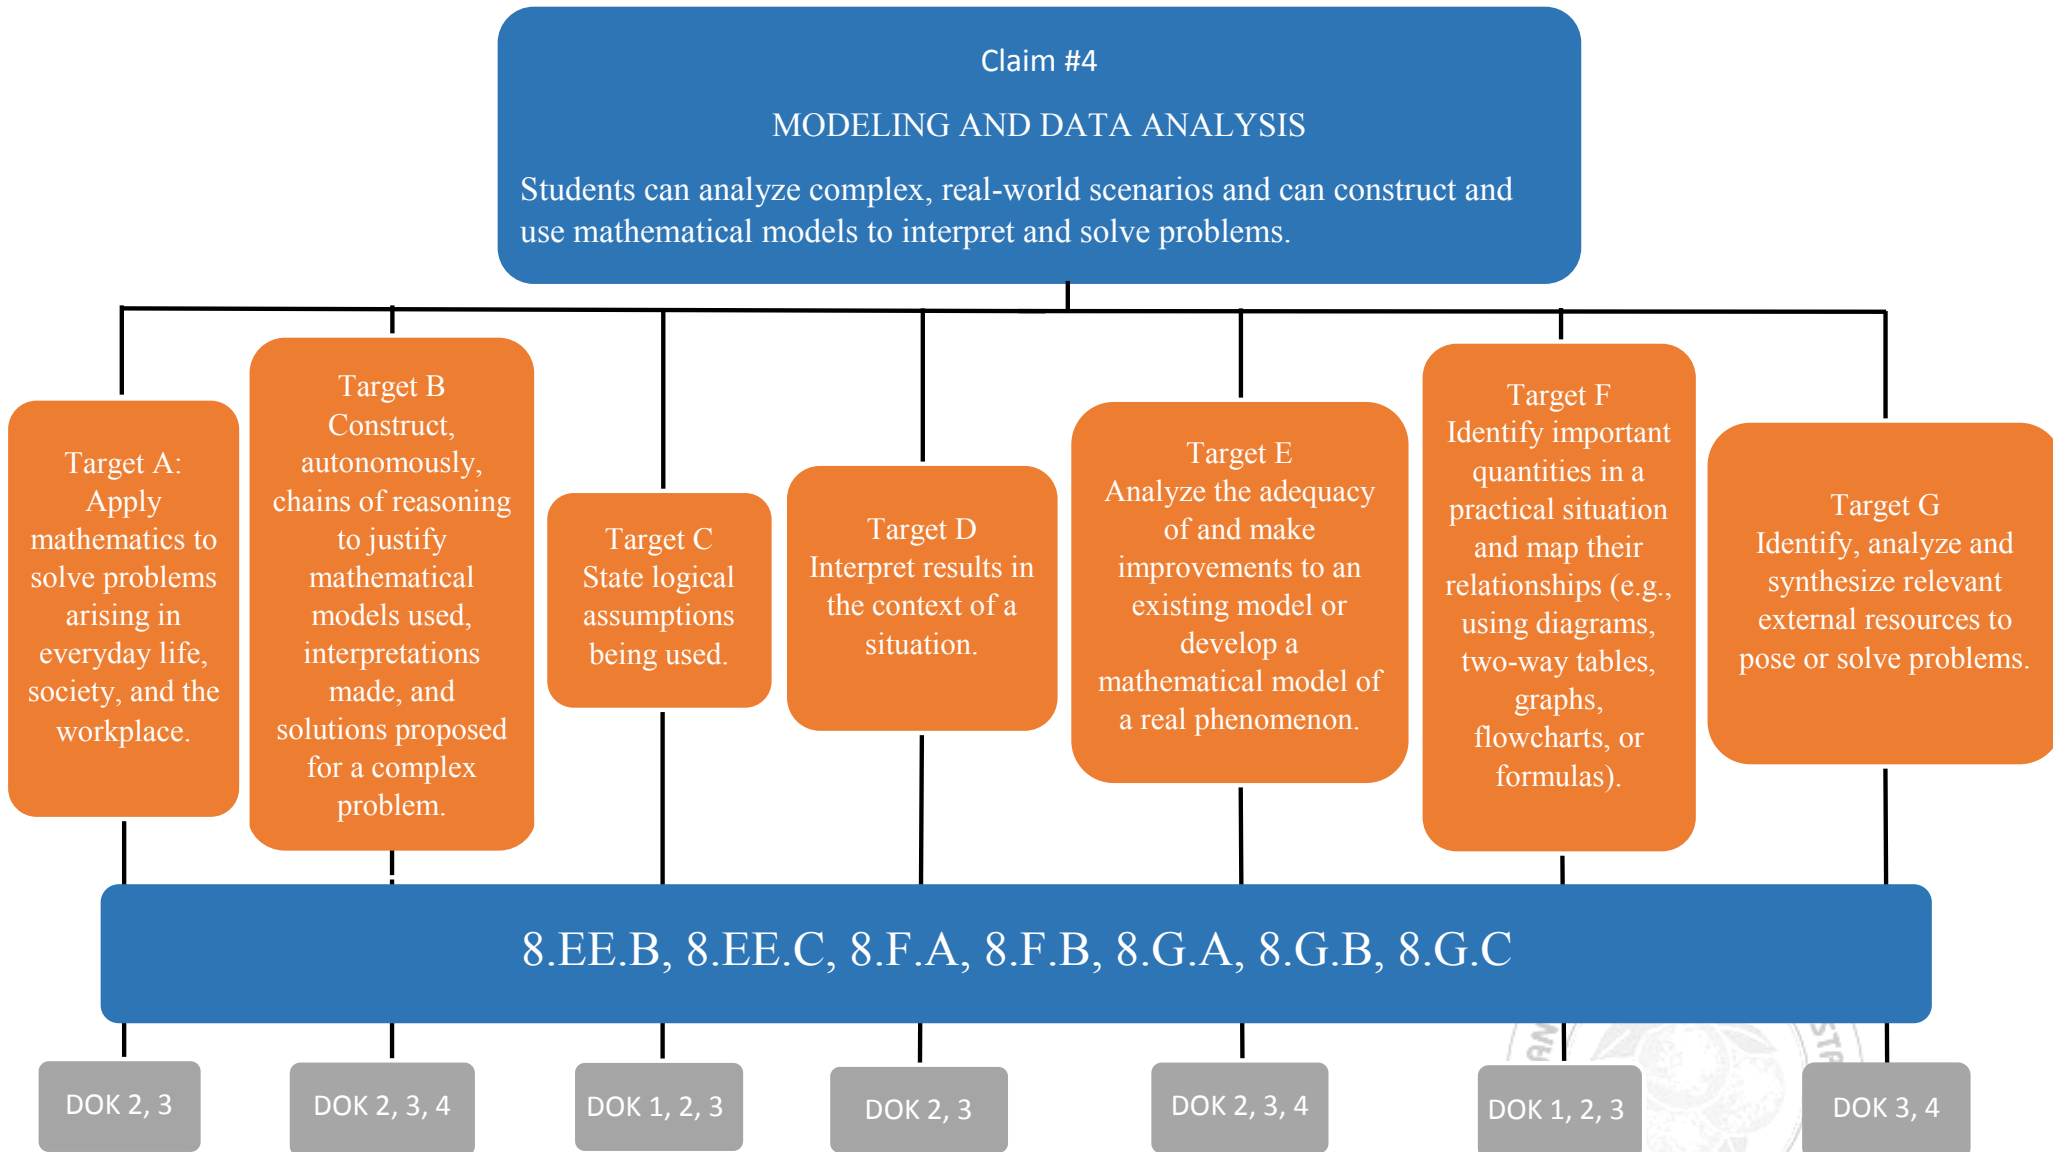 Claim #4
MODELING AND DATA ANALYSIS
Students can analyze complex, real-world scenarios and can construct and
use mathematical models to interpret and solve problems.
Target A:
Apply
mathematics to
solve problems
arising in
everyday life,
society, and the
workplace.
Target B
Construct,
autonomously,
chains of reasoning
to justify
mathematical
models used,
interpretations
made, and
solutions proposed
for a complex
problem.
Target C
State logical
assumptions
being used.
Target D
Interpret results in
the context of a
situation.
Target E
Analyze the adequacy
of and make
improvements to an
existing model or
develop a
mathematical model of
a real phenomenon.
Target F
Identify important
quantities in a
practical situation
and map their
relationships (e.g.,
using diagrams,
two-way tables,
graphs,
flowcharts, or
formulas).
Target G
Identify, analyze and
synthesize relevant
external resources to
pose or solve problems.
8.EE.B, 8.EE.C, 8.F.A, 8.F.B, 8.G.A, 8.G.B, 8.G.C
DOK 2, 3
DOK 2, 3, 4
DOK 1, 2, 3
DOK 2, 3
DOK 2, 3, 4
DOK 1, 2, 3
DOK 3, 4